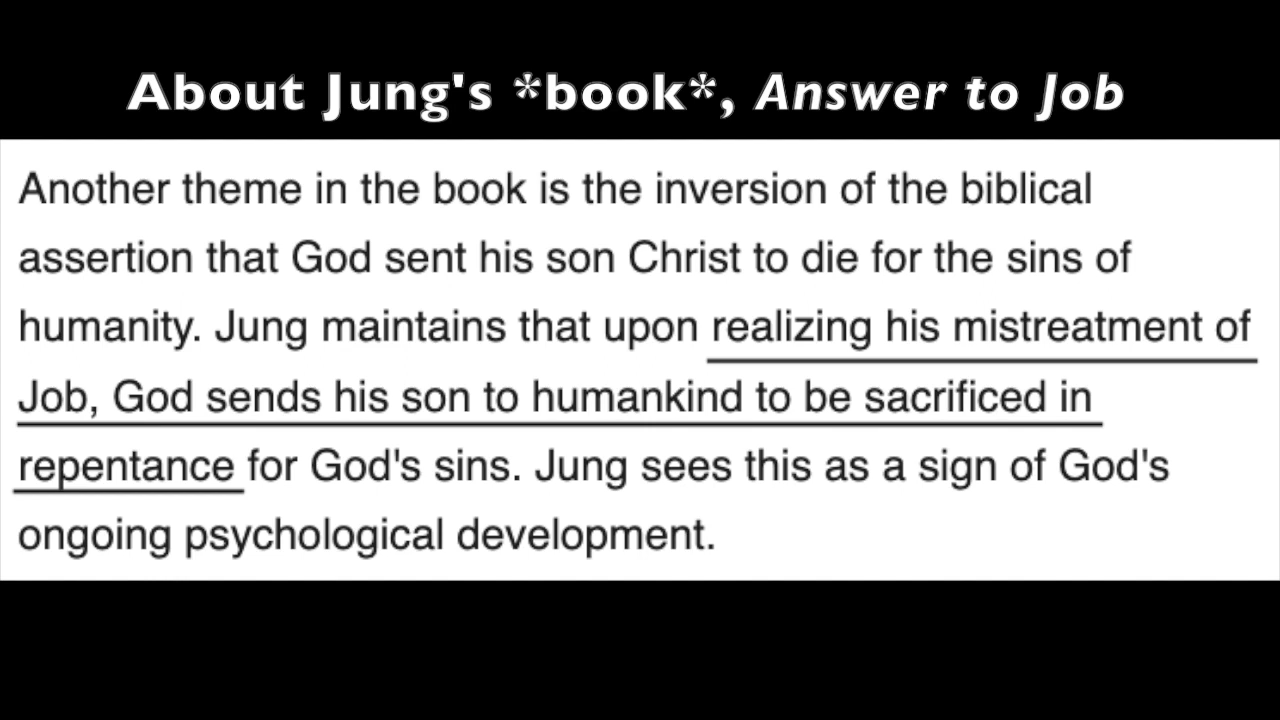 About Jung's *book*, Answer to Job
Another theme in the book is the inversion of the biblical
assertion that God sent his son Christ to die for the sins of
humanity. Jung maintains that upon realizing his mistreatment of
Job, God sends his son to humankind to be sacrificed in
repentance for God's sins. Jung sees this as a sign of God's
ongoing psychological development.